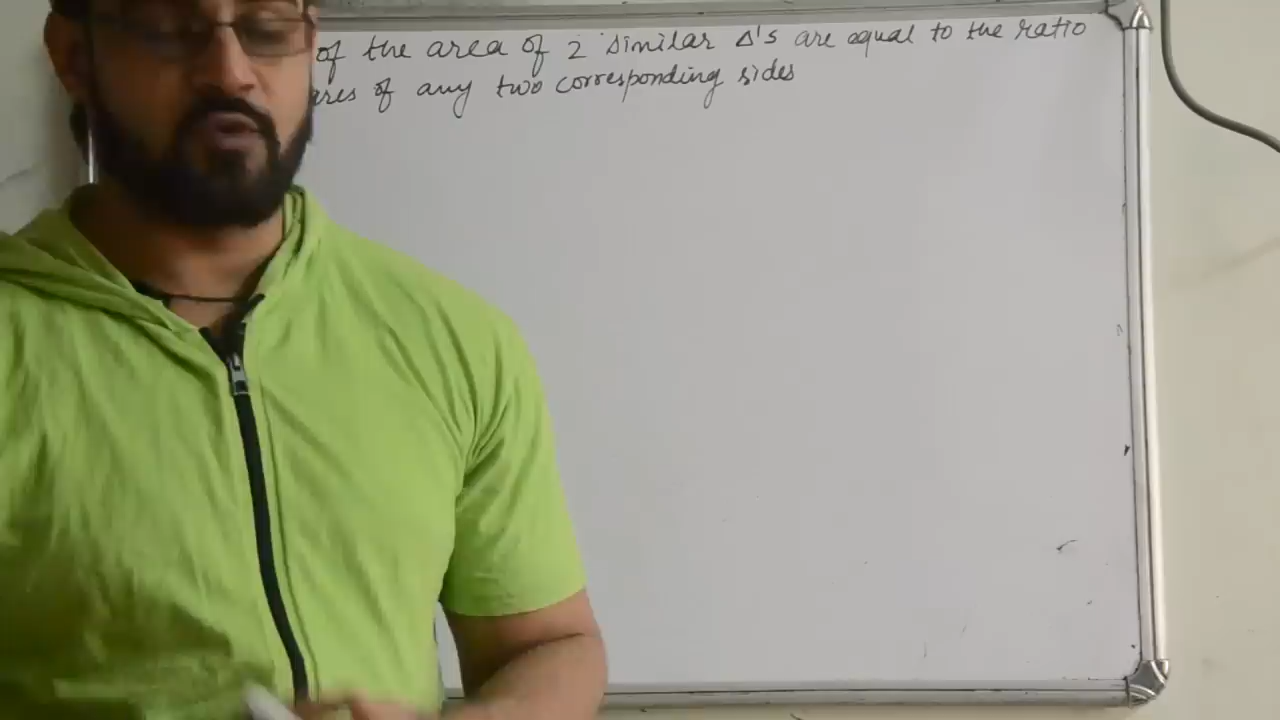 of the area of 2 similar Δ's are equal to the ratio
of any two corresponding sides